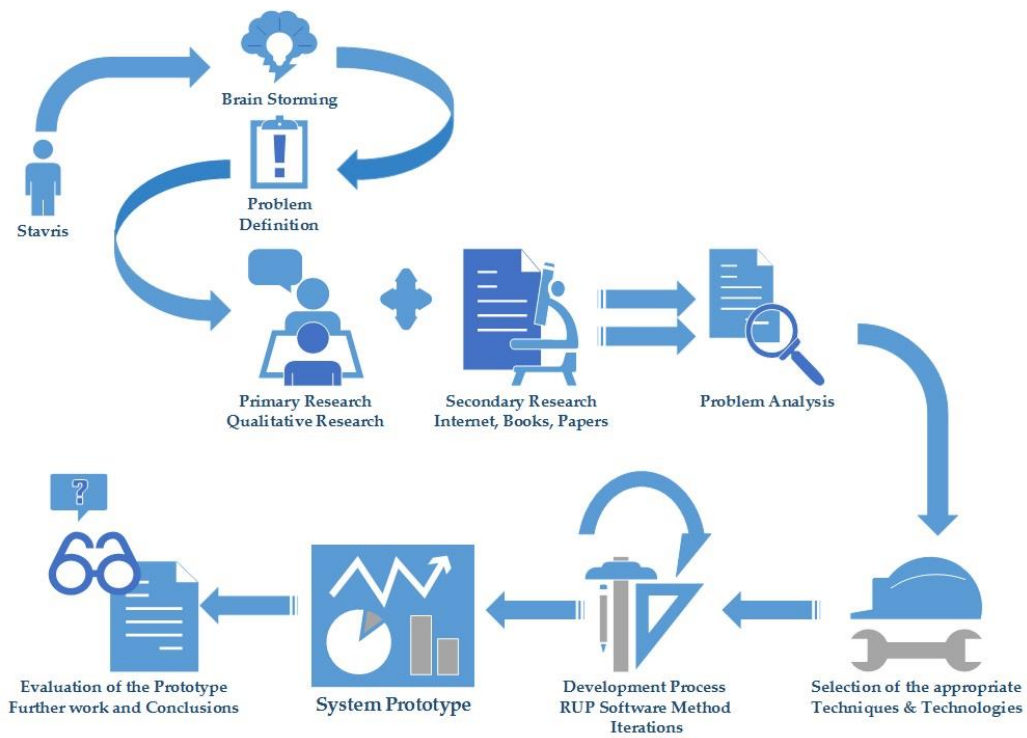 Brain Storming
Stavris
Problem
Definition
Primary Research
Qualitative Research
Secondary Research
Internet, Books, Papers
Problem Analysis
Selection of the appropriate
Techniques & Technologies
Development Process
RUP Software Method
Iterations
System Prototype
?
Evaluation of the Prototype
Further work and Conclusions